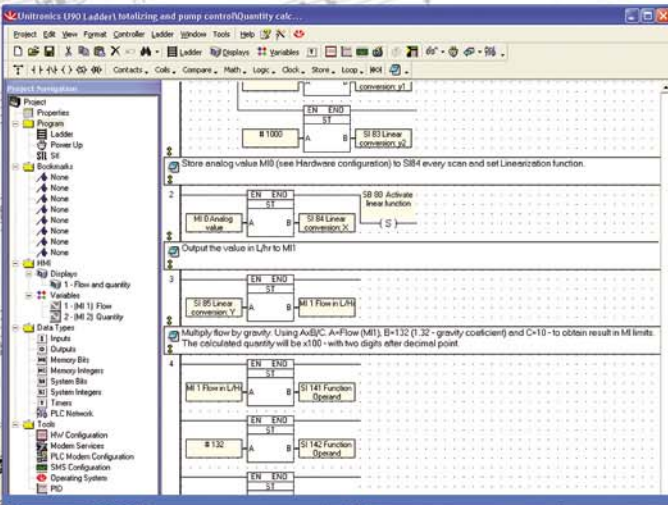 Unitronics U90 Ladder\ totalizing and pump control\Quantity calc...
Project Edit View Format Controller Ladder Window Tools Help
Ladder Displays Variables
Contacts Coils Compare Math Logic Clock Store Loop
Project Navigation
Project
Properties
Program
Ladder
Power Up
Stl
Bookmarks
None
None
None
None
None
None
None
None
None
None
HMI
Displays
1 - Flow and quantity
Variables
1 - (MI 1) Flow
2 - (MI 2) Quantity
Data Types
Inputs
Outputs
Memory Bits
Memory Integers
System Bits
System Integers
Timers
PLC Network
Tools
HW Configuration
Modem Services
PLC Modem Configuration
SMS Configuration
Operating System
PID
conversion: y1
EN END
ST
# 1000 A B SI 83 Linear
conversion: y2
Store analog value MI0 (see Hardware configuration) to SI84 every scan and set Linearization function.
2 EN END SB 80 Activate
ST linear function
MI 0 Analog
value A B SI 84 Linear
conversion: X (S)
Output the value in L/hr to MI1
3 EN END
ST
SI 85 Linear
conversion: Y A B MI 1 Flow in L/Hr
Multiply flow by gravity. Using AxB/C. A=Flow (MI1), B=132 (1.32 - gravity coeficient) and C=10 - to obtain result in MI limits.
The calculated quantity will be x100 - with two digits after decimal point.
4 EN END
ST
MI 1 Flow in L/Hr A B SI 141 Function
Operand
EN END
ST
# 132 A B SI 142 Function
Operand
EN END
ST